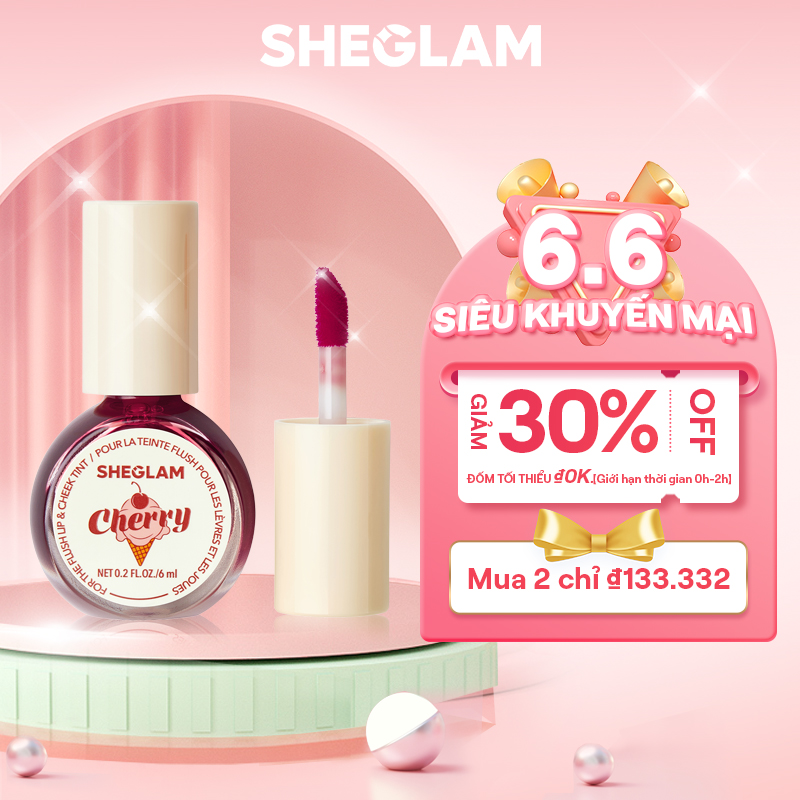 SHEGLAM
6.6
SIÊU KHUYẾN MẠI
GIẢM
30%
OFF
ĐỐM TỐI THIỂU ₫0K.[Giới hạn thời gian 0h-2h]
Mua 2 chỉ ₫133.332
FOR THE FLUSH LIP & CHEEK TINT / POUR LA TEINTE FLUSH POUR LES LÈVRES ET LES JOUES
SHEGLAM
Cherry
NET 0.2 FL.OZ./6 ml